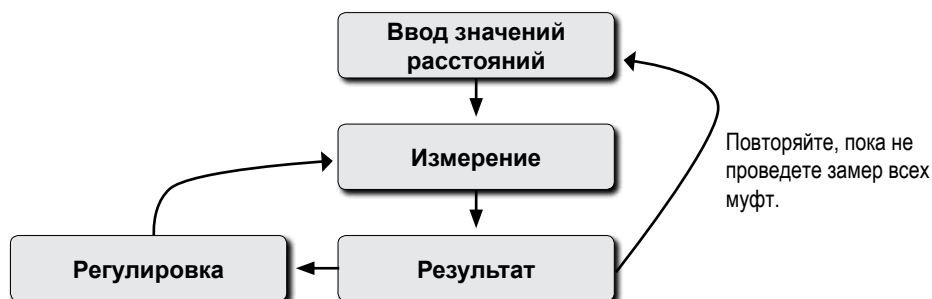 Ввод значений
расстояний
Измерение
Повторяйте, пока не
проведете замер всех
муфт.
Регулировка
Результат